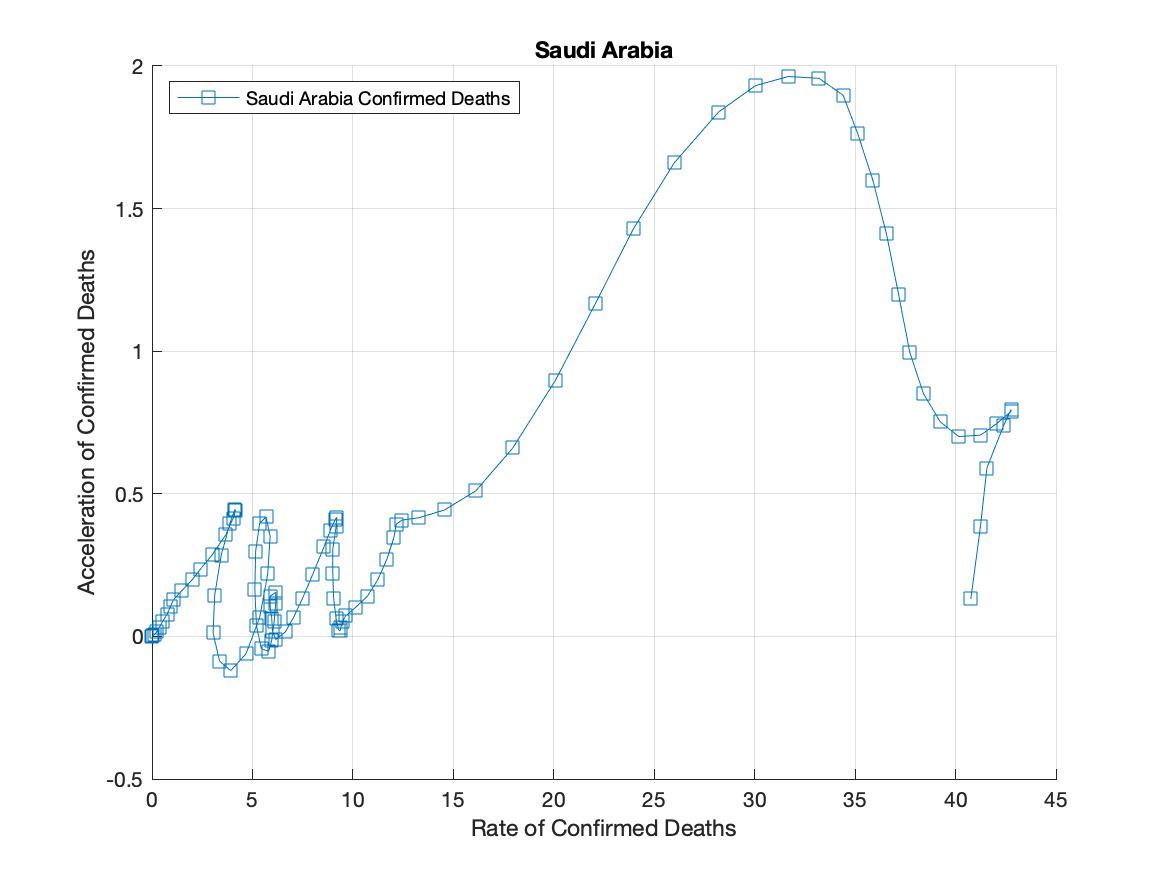 Saudi Arabia
Saudi Arabia Confirmed Deaths
Acceleration of Confirmed Deaths
2
1.5
1
0.5
0
-0.5
0 5 10 15 20 25 30 35 40 45
Rate of Confirmed Deaths